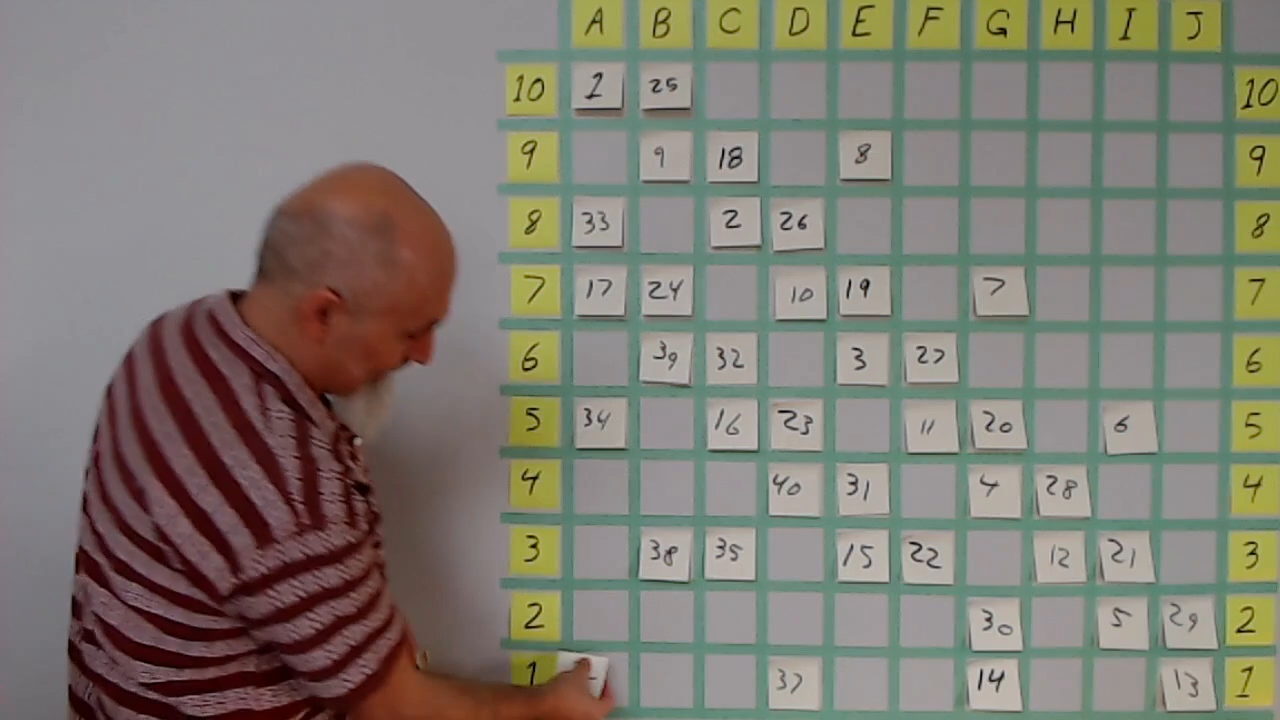 A B C D E F G H I J
10 1 25 10
9 9 18 8 9
8 33 2 26 8
7 17 24 10 19 7 7
6 39 32 3 27 6
5 34 16 23 11 20 6 5
4 40 31 4 28 4
3 38 35 15 22 12 21 3
2 30 5 29 2
1 37 14 13 1